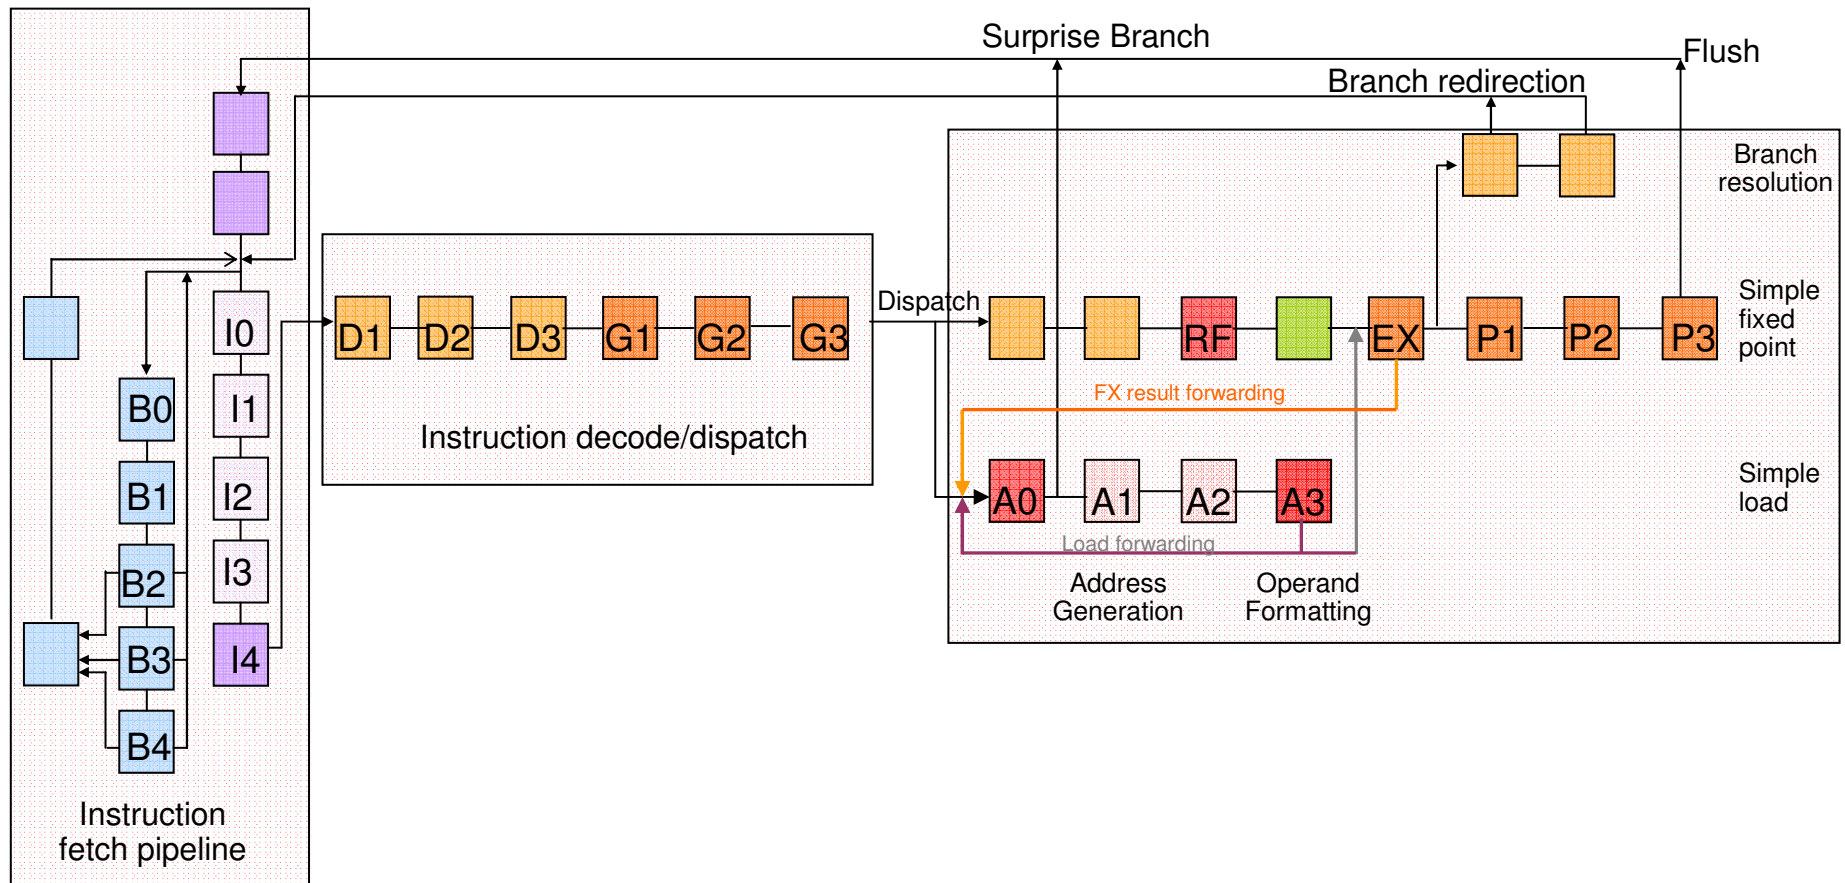 Surprise Branch
Flush
Branch redirection
Branch
resolution
I0
D1
D2
D3
G1
G2
G3
Dispatch
RF
EX
P1
P2
P3
Simple
fixed
point
B0
I1
FX result forwarding
Instruction decode/dispatch
B1
I2
A0
A1
A2
A3
Simple
load
Load forwarding
B2
I3
Address
Generation
Operand
Formatting
B3
I4
B4
Instruction
fetch pipeline